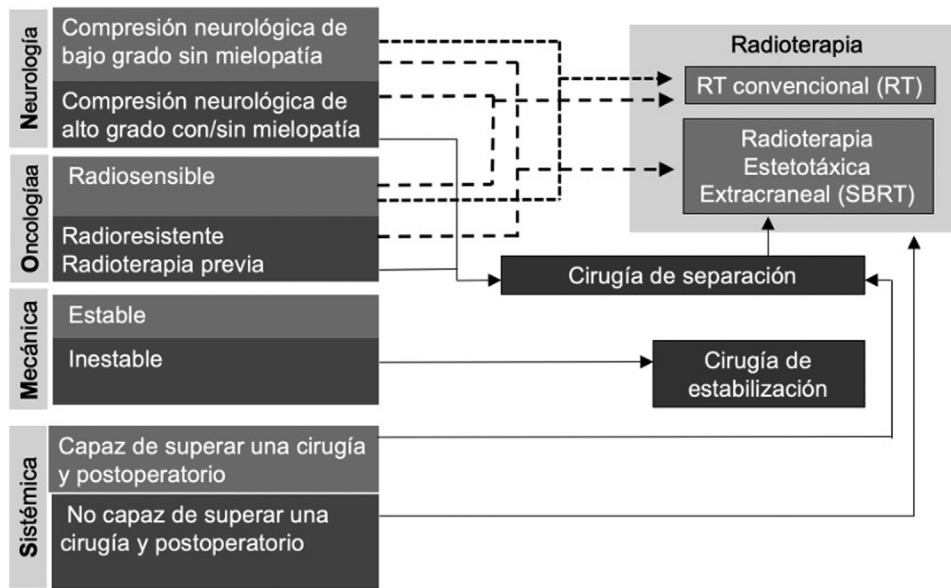 Neurología
Compresión neurológica de
bajo grado sin mielopatía
Compresión neurológica de
alto grado con/sin mielopatía
Oncologíaa
Radiosensible
Radioresistente
Radioterapia previa
Mecánica
Estable
Inestable
Sistémica
Capaz de superar una cirugía
y postoperatorio
No capaz de superar una
cirugía y postoperatorio
Radioterapia
RT convencional (RT)
Radioterapia
Estetotáxica
Extracraneal (SBRT)
Cirugía de separación
Cirugía de
estabilización